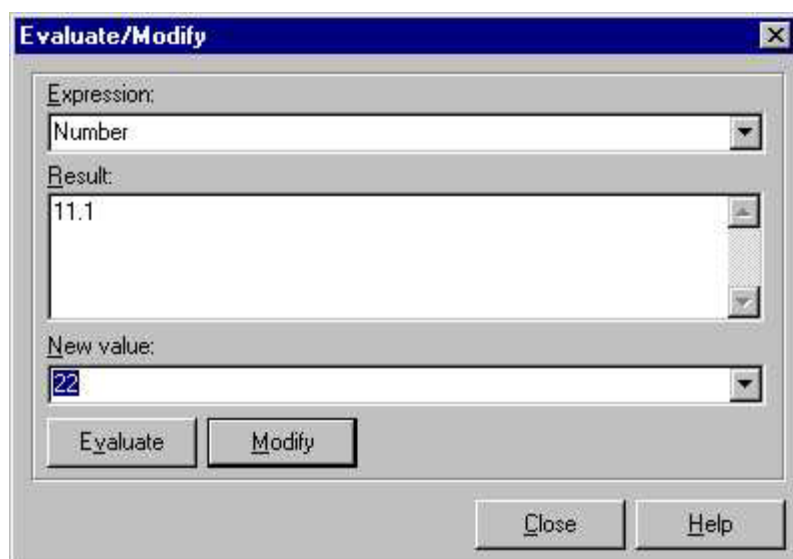 Evaluate/Modify
Expression:
Number
Result:
11.1
New value:
22
Evaluate Modify
Close Help